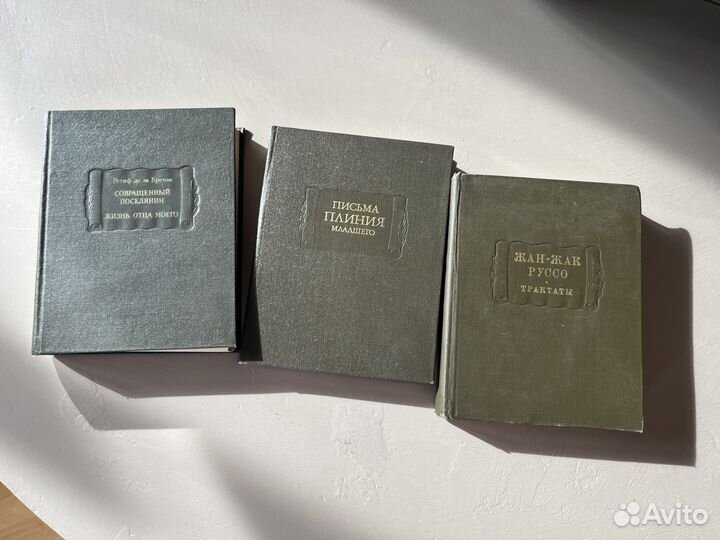 Ретиф де ла Бретон
СОВРАЩЕННЫЙ
ПОСЕЛЯНИН
ЖИЗНЬ ОТЦА МОЕГО
ПИСЬМА
ПЛИНИЯ
МЛАДШЕГО
ЖАН-ЖАК
РУССО
ТРАКТАТЫ
Avito